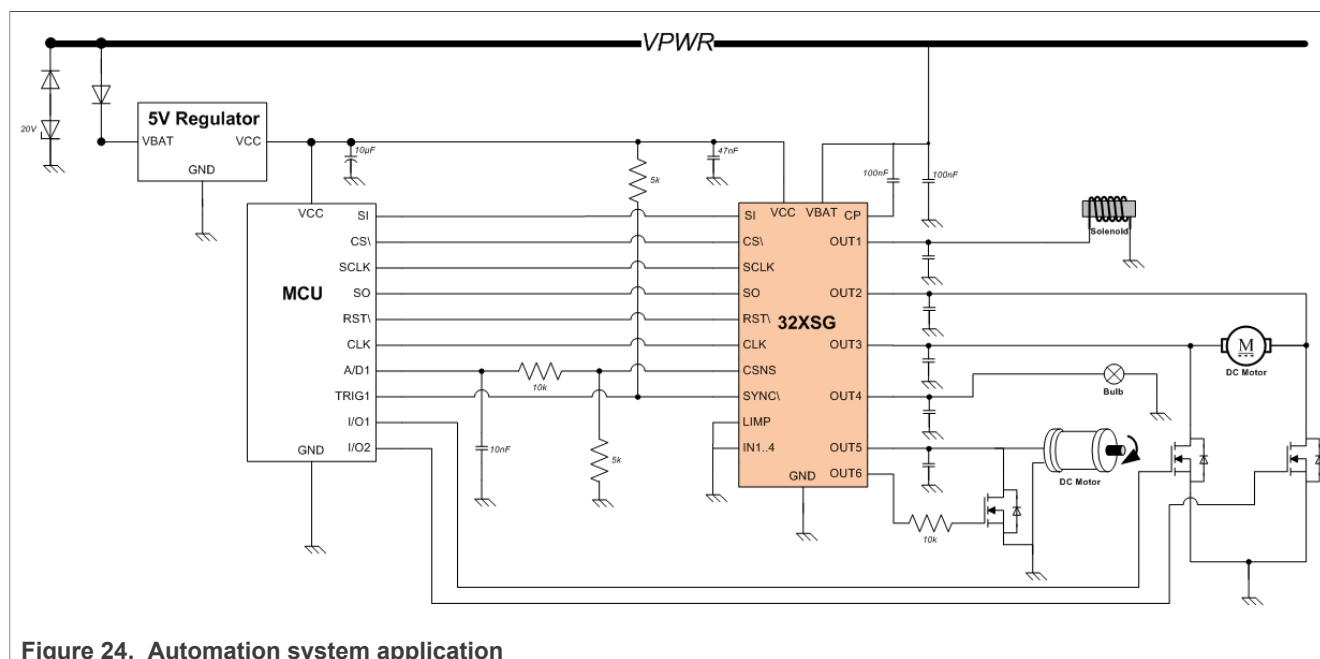 VPWR
20V
5V Regulator
VBAT
VCC
GND
10µF
5k
47nF
100nF
100nF
VCC
SI
CS\
SCLK
MCU
SO
RST\
CLK
A/D1
TRIG1
I/O1
GND
I/O2
10k
10nF
5k
VCC
VBAT
CP
SI
CS\
SCLK
SO
32XSG
RST\
CLK
CSNS
SYNC\
LIMP
IN1..4
GND
OUT1
OUT2
OUT3
OUT4
OUT5
OUT6
Solenoid
M
DC Motor
Bulb
DC Motor
10k
Figure 24. Automation system application